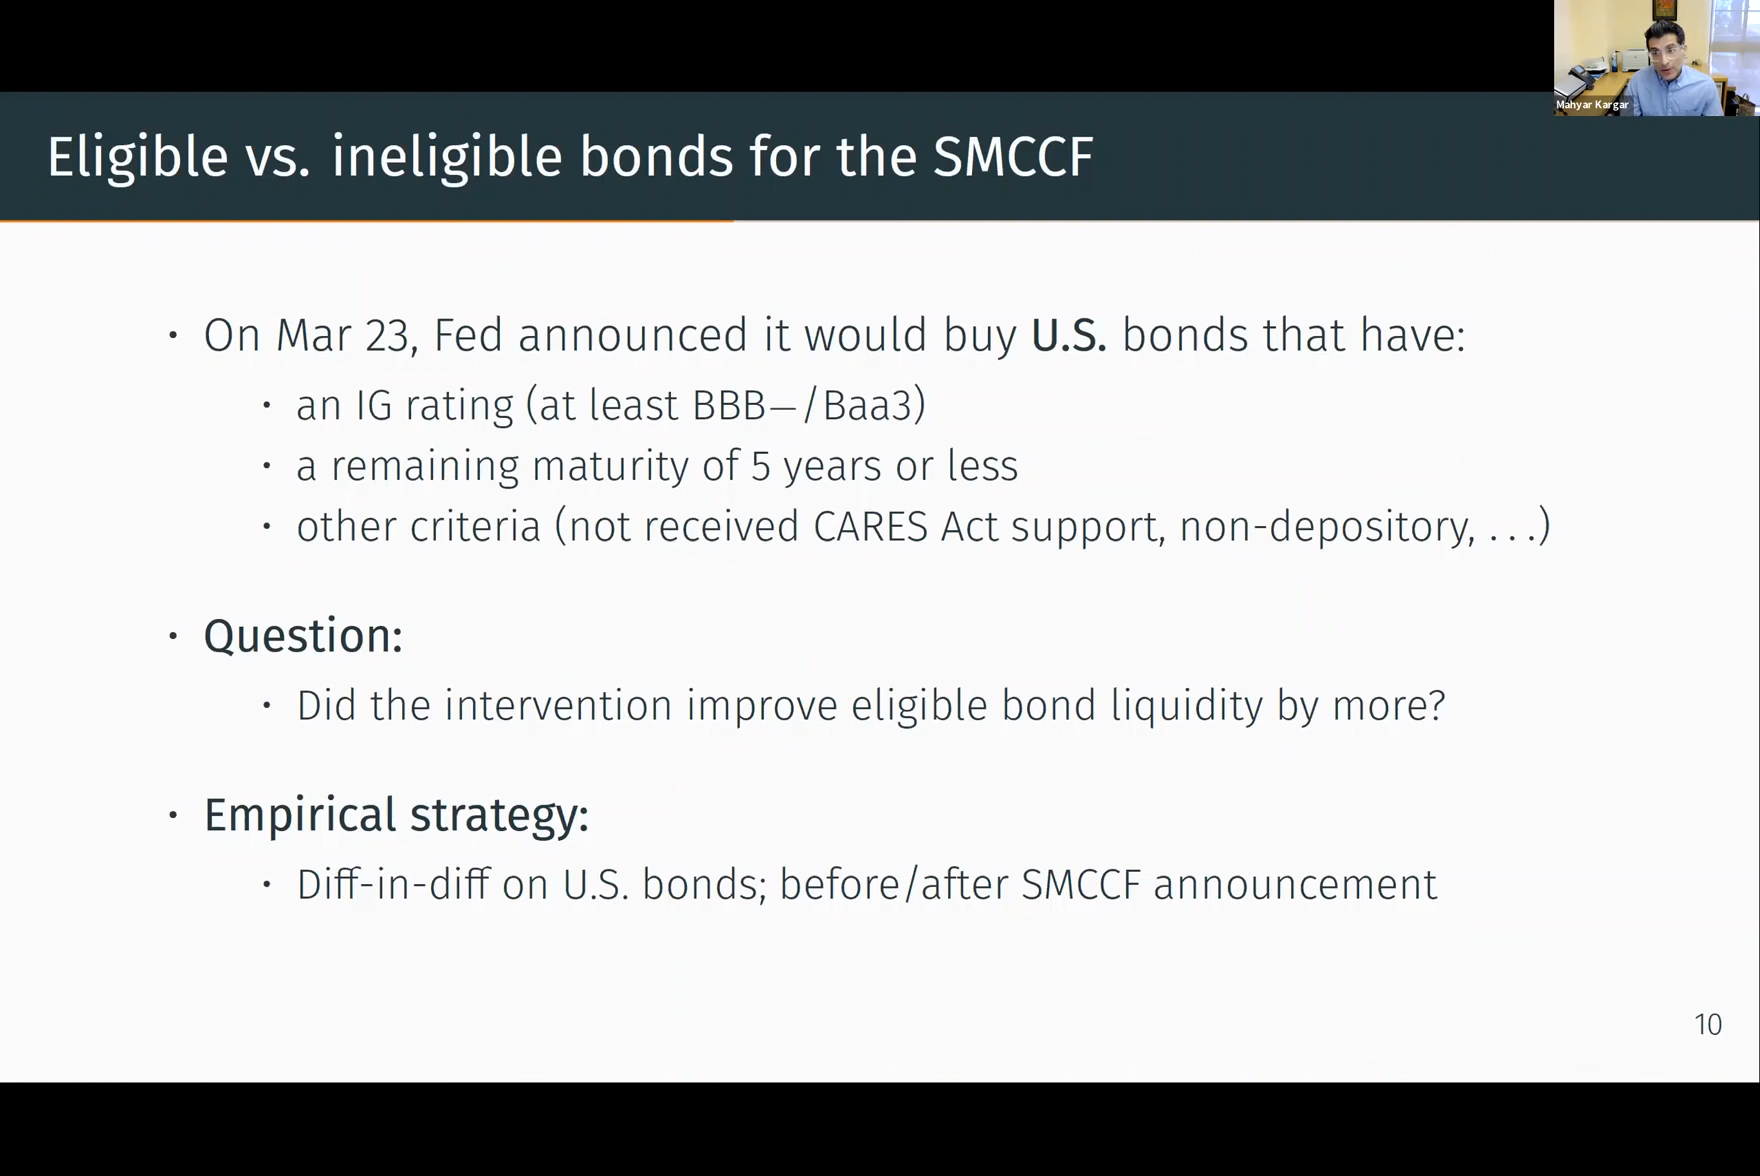 Mahyar Kargar
Eligible vs. ineligible bonds for the SMCCF
• On Mar 23, Fed announced it would buy U.S. bonds that have:
• an IG rating (at least BBB−/Baa3)
• a remaining maturity of 5 years or less
• other criteria (not received CARES Act support, non-depository, . . .)
• Question:
• Did the intervention improve eligible bond liquidity by more?
• Empirical strategy:
• Diff-in-diff on U.S. bonds; before/after SMCCF announcement
10